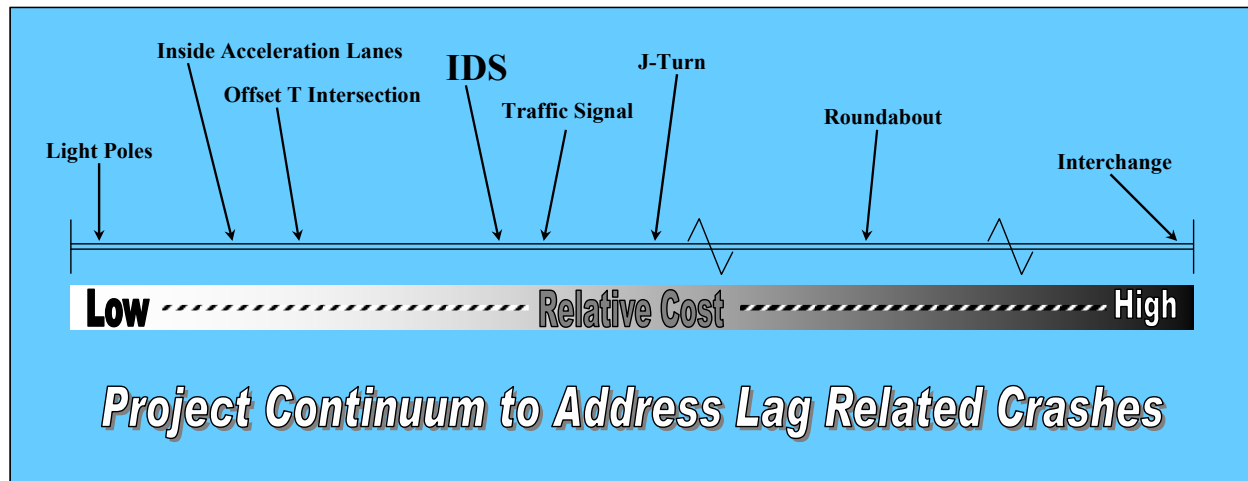 Inside Acceleration Lanes
IDS
J-Turn
Offset T Intersection
Traffic Signal
Roundabout
Light Poles
Interchange
Low
Relative Cost
High
Project Continuum to Address Lag Related Crashes